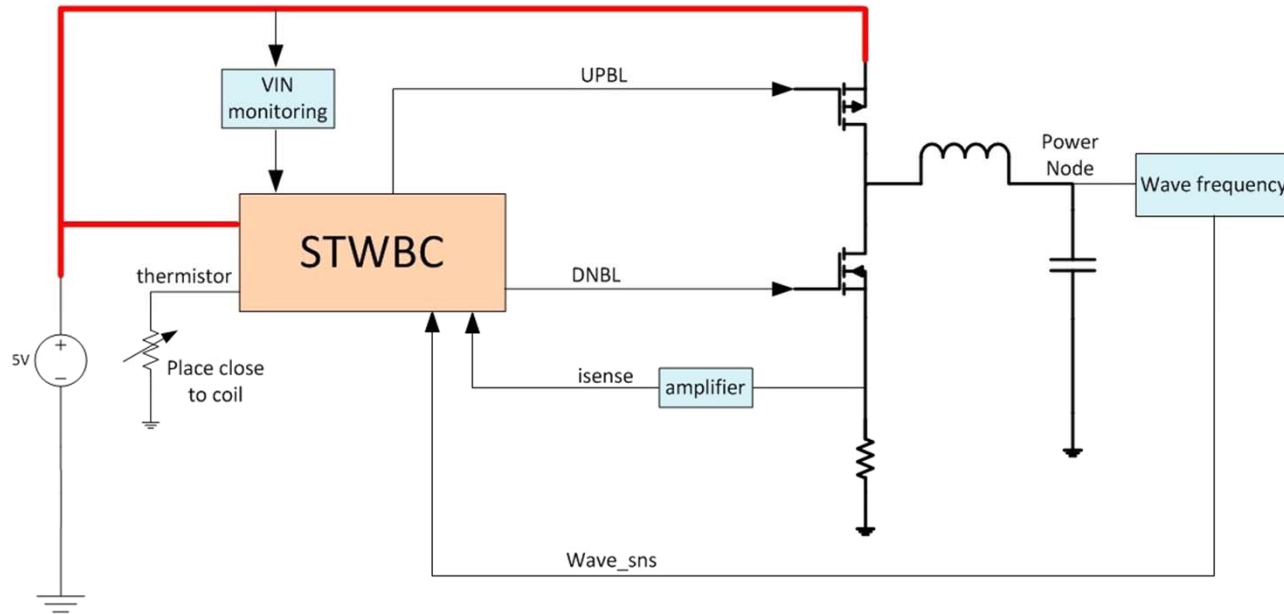 UPBL
VIN
monitoring
Power
Node
Wave frequency
STWBC
thermistor
DNBL
5V
+
−
Place close
to coil
isense
amplifier
Wave_sns